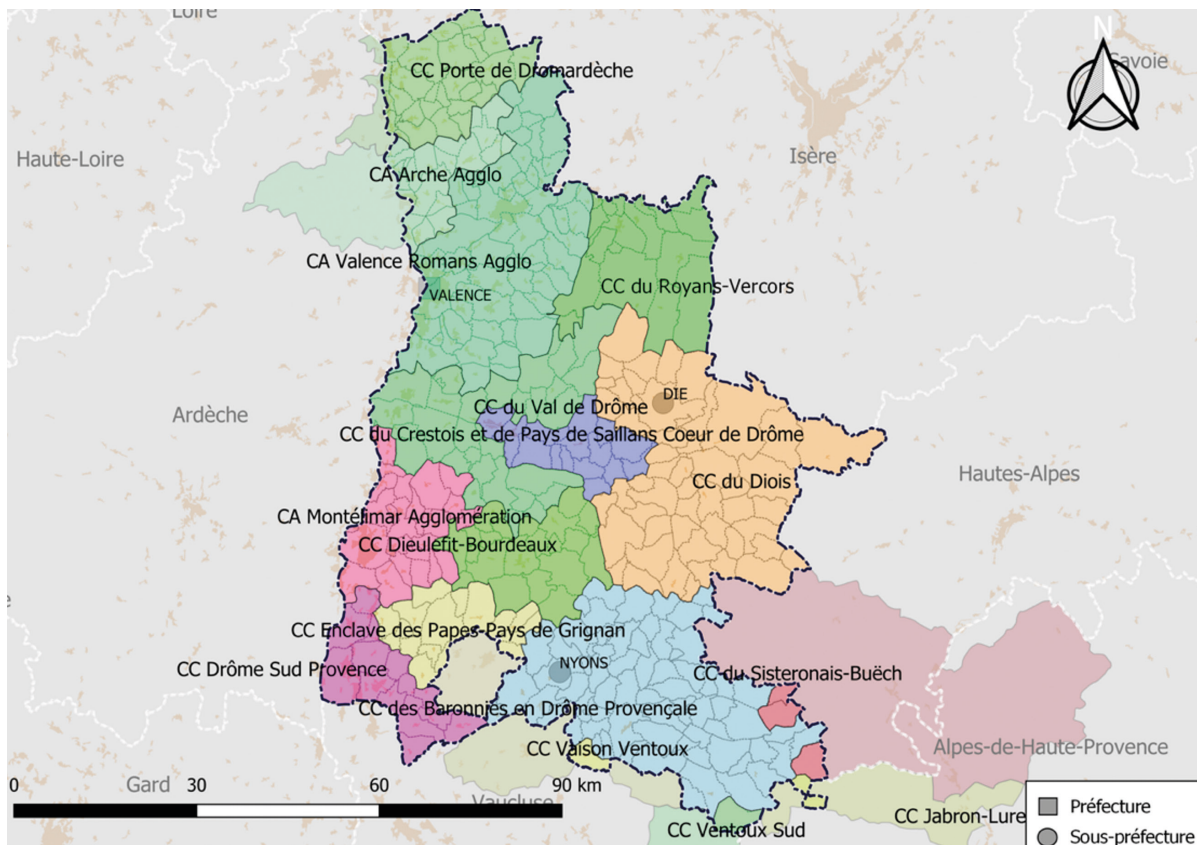 Loire
N
CC Porte de Dromardèche
Savoie
Haute-Loire
Isère
CA Arche Agglo
CA Valence Romans Agglo
VALENCE
CC du Royans-Vercors
DIE
CC du Val de Drôme
Ardèche
CC du Crestois et de Pays de Saillans Coeur de Drôme
Hautes-Alpes
CC du Diois
CA Montélimar Agglomération
CC Dieulefit-Bourdeaux
CC Enclave des Papes-Pays de Grignan
NYONS
CC Drôme Sud Provence
CC du Sisteronais-Buëch
CC des Baronnies en Drôme Provençale
CC Vaison Ventoux
Alpes-de-Haute-Provence
0 30 60 90 km
Gard
Vaucluse
Préfecture
CC Jabron-Lure
CC Ventoux Sud
Sous-préfecture